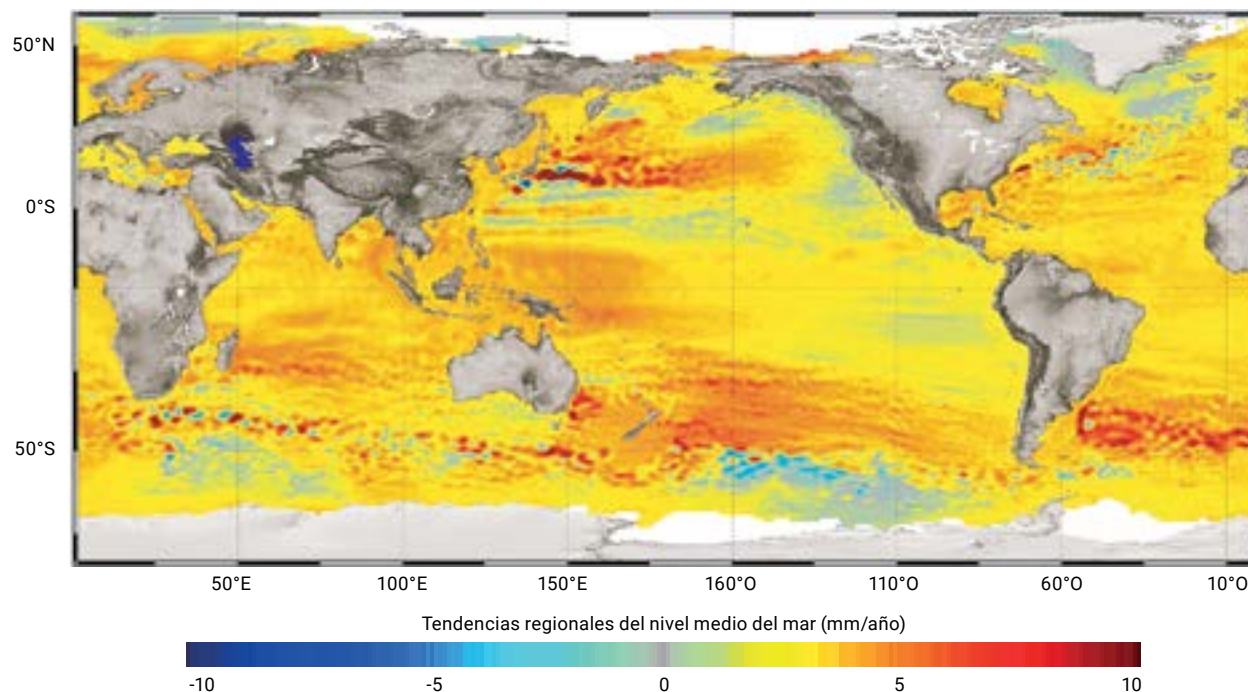 50°N
0°S
50°S
50°E 100°E 150°E 160°O 110°O 60°O 10°O
Tendencias regionales del nivel medio del mar (mm/año)
-10 -5 0 5 10